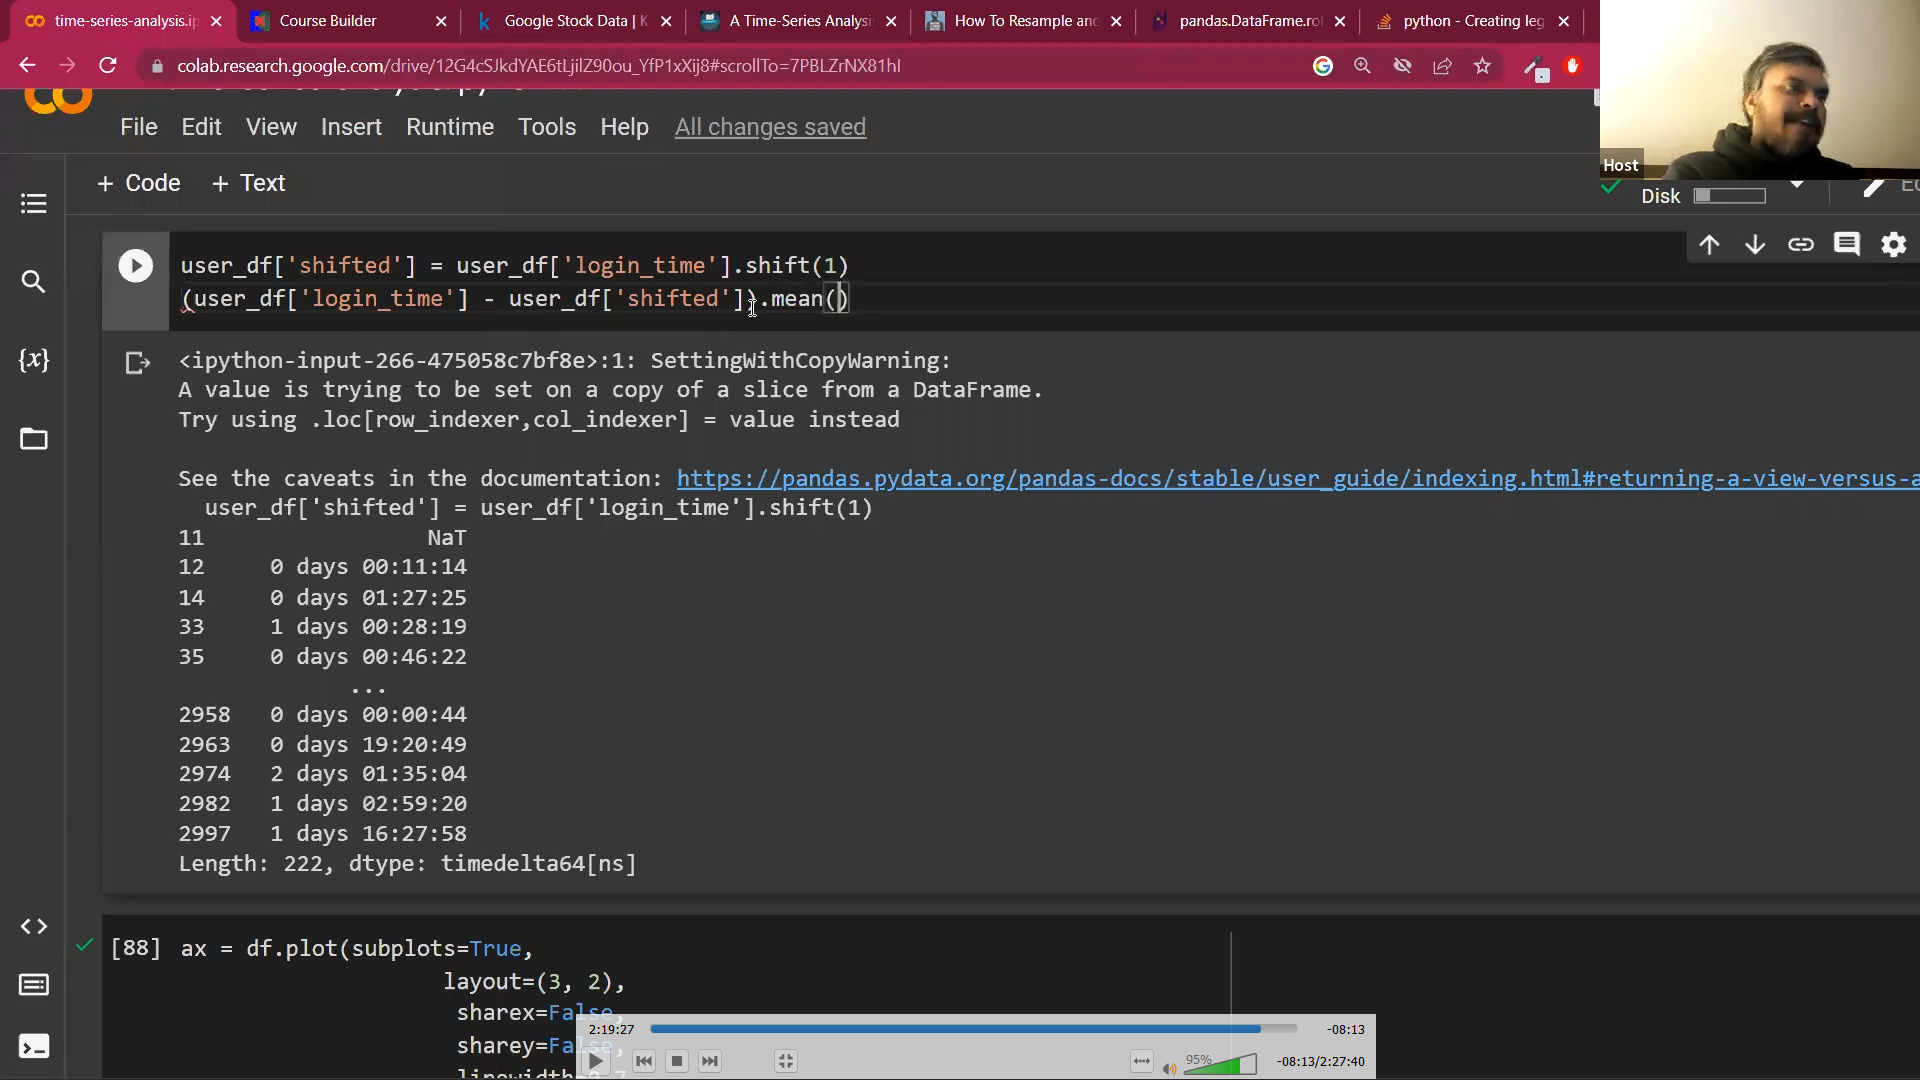 time-series-analysis.ip
Course Builder
Google Stock Data | K
A Time-Series Analysis
How To Resample and
pandas.DataFrame.rol
python - Creating leg
colab.research.google.com/drive/12G4cSJkdYAE6tLjilZ90ou_YfP1xXij8#scrollTo=7PBLZrNX81hI
File Edit View Insert Runtime Tools Help All changes saved
Host
+ Code + Text
Disk
user_df['shifted'] = user_df['login_time'].shift(1)
(user_df['login_time'] - user_df['shifted']).mean()
<ipython-input-266-475058c7bf8e>:1: SettingWithCopyWarning:
A value is trying to be set on a copy of a slice from a DataFrame.
Try using .loc[row_indexer,col_indexer] = value instead
See the caveats in the documentation: https://pandas.pydata.org/pandas-docs/stable/user_guide/indexing.html#returning-a-view-versus-a
user_df['shifted'] = user_df['login_time'].shift(1)
11 NaT
12 0 days 00:11:14
14 0 days 01:27:25
33 1 days 00:28:19
35 0 days 00:46:22
...
2958 0 days 00:00:44
2963 0 days 19:20:49
2974 2 days 01:35:04
2982 1 days 02:59:20
2997 1 days 16:27:58
Length: 222, dtype: timedelta64[ns]
[88] ax = df.plot(subplots=True,
layout=(3, 2),
sharex=False,
sharey=False,
2:19:27 -08:13
95% -08:13/2:27:40